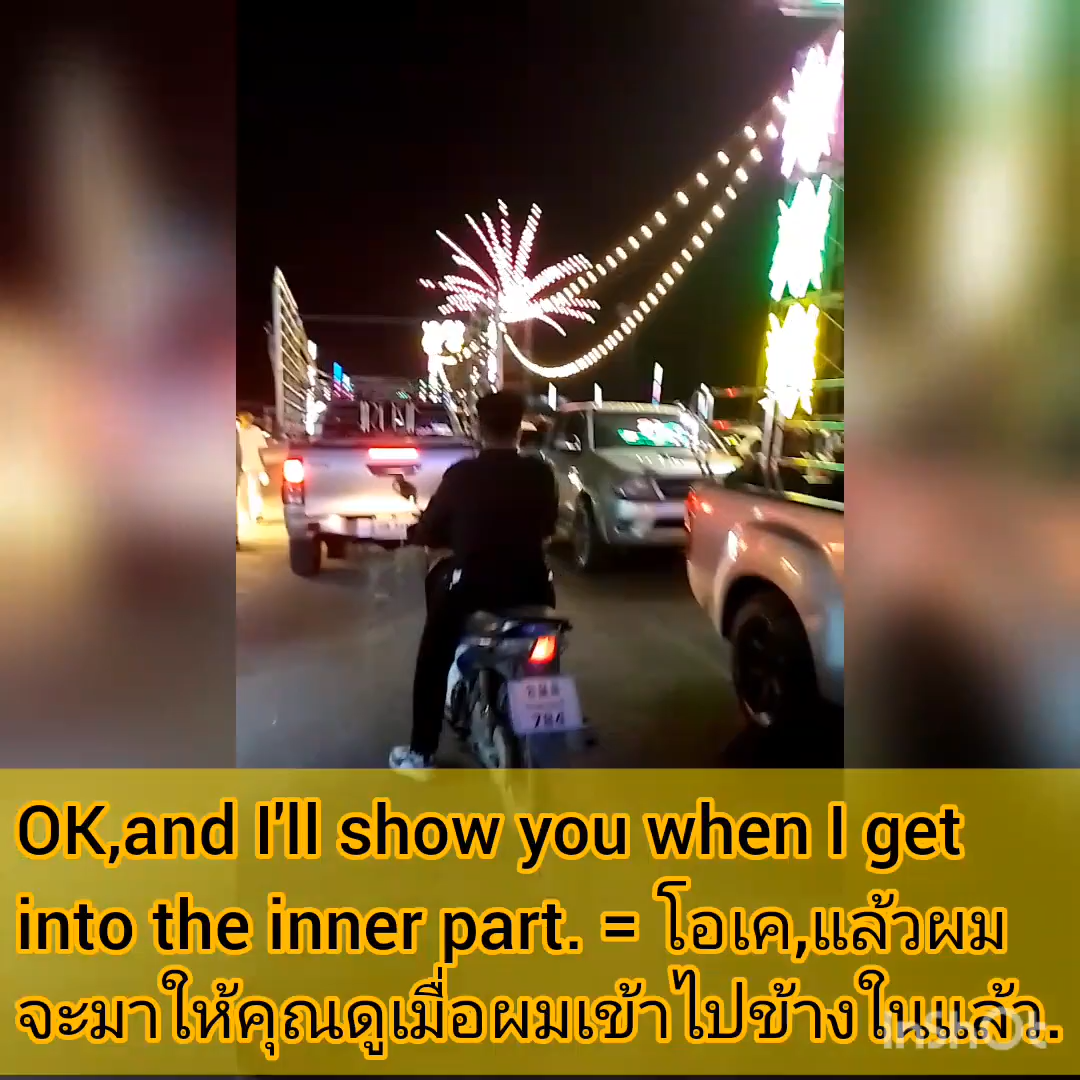 OK,and I'll show you when I get
into the inner part. = โอเค,แล้วผม
จะมาให้คุณดูเมื่อผมเข้าไปข้างในแล้ว.
InShOt
784